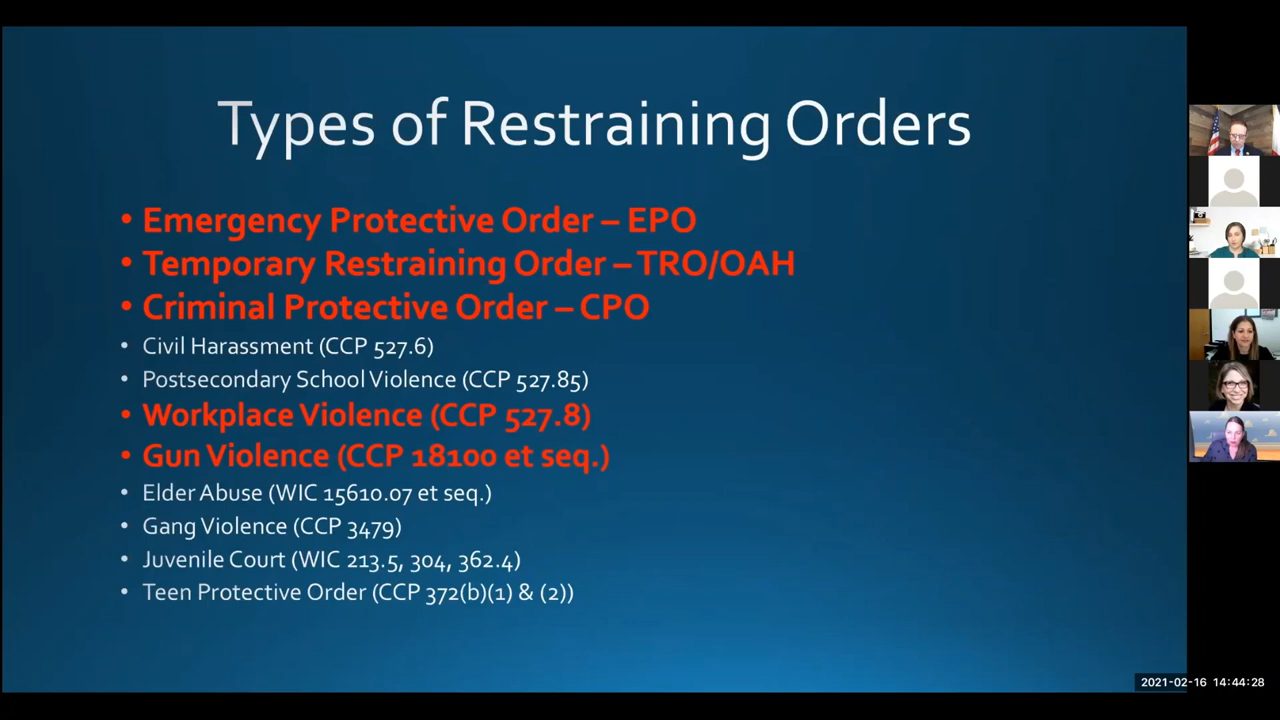 Types of Restraining Orders
• Emergency Protective Order – EPO
• Temporary Restraining Order – TRO/OAH
• Criminal Protective Order – CPO
• Civil Harassment (CCP 527.6)
• Postsecondary School Violence (CCP 527.85)
• Workplace Violence (CCP 527.8)
• Gun Violence (CCP 18100 et seq.)
• Elder Abuse (WIC 15610.07 et seq.)
• Gang Violence (CCP 3479)
• Juvenile Court (WIC 213.5, 304, 362.4)
• Teen Protective Order (CCP 372(b)(1) & (2))
2021-02-16 14:44:28